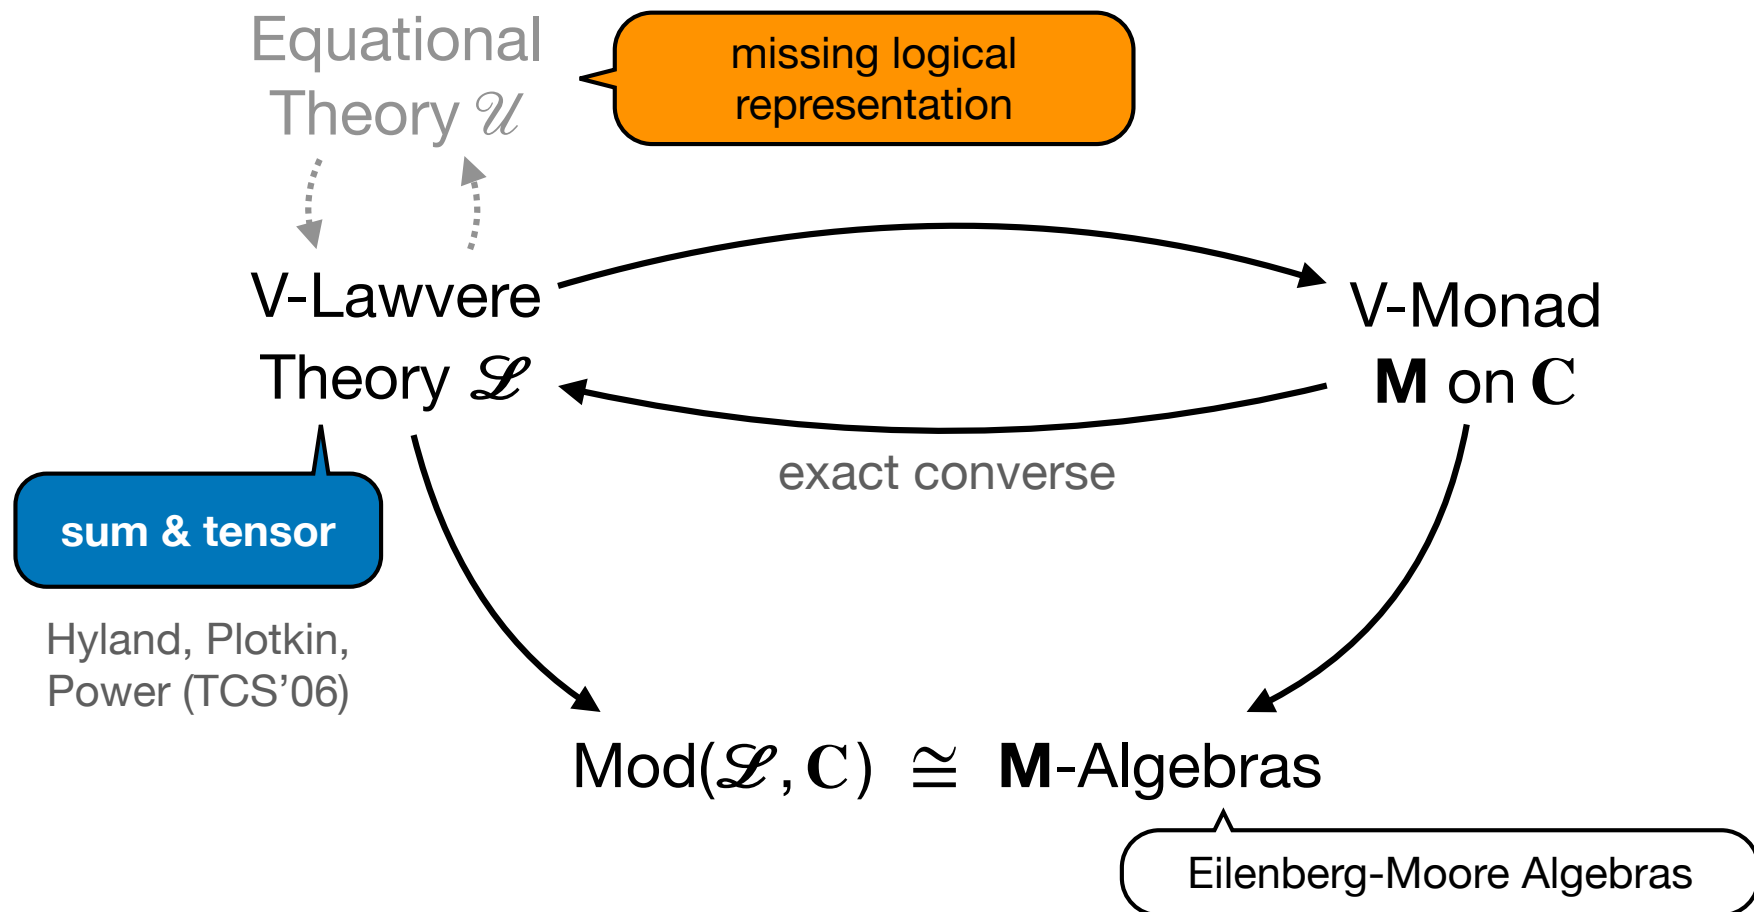 Equational
Theory 𝒰
missing logical
representation
V-Lawvere
Theory ℒ
V-Monad
M on C
exact converse
sum & tensor
Hyland, Plotkin,
Power (TCS’06)
Mod(ℒ, C) ≅ M-Algebras
Eilenberg-Moore Algebras